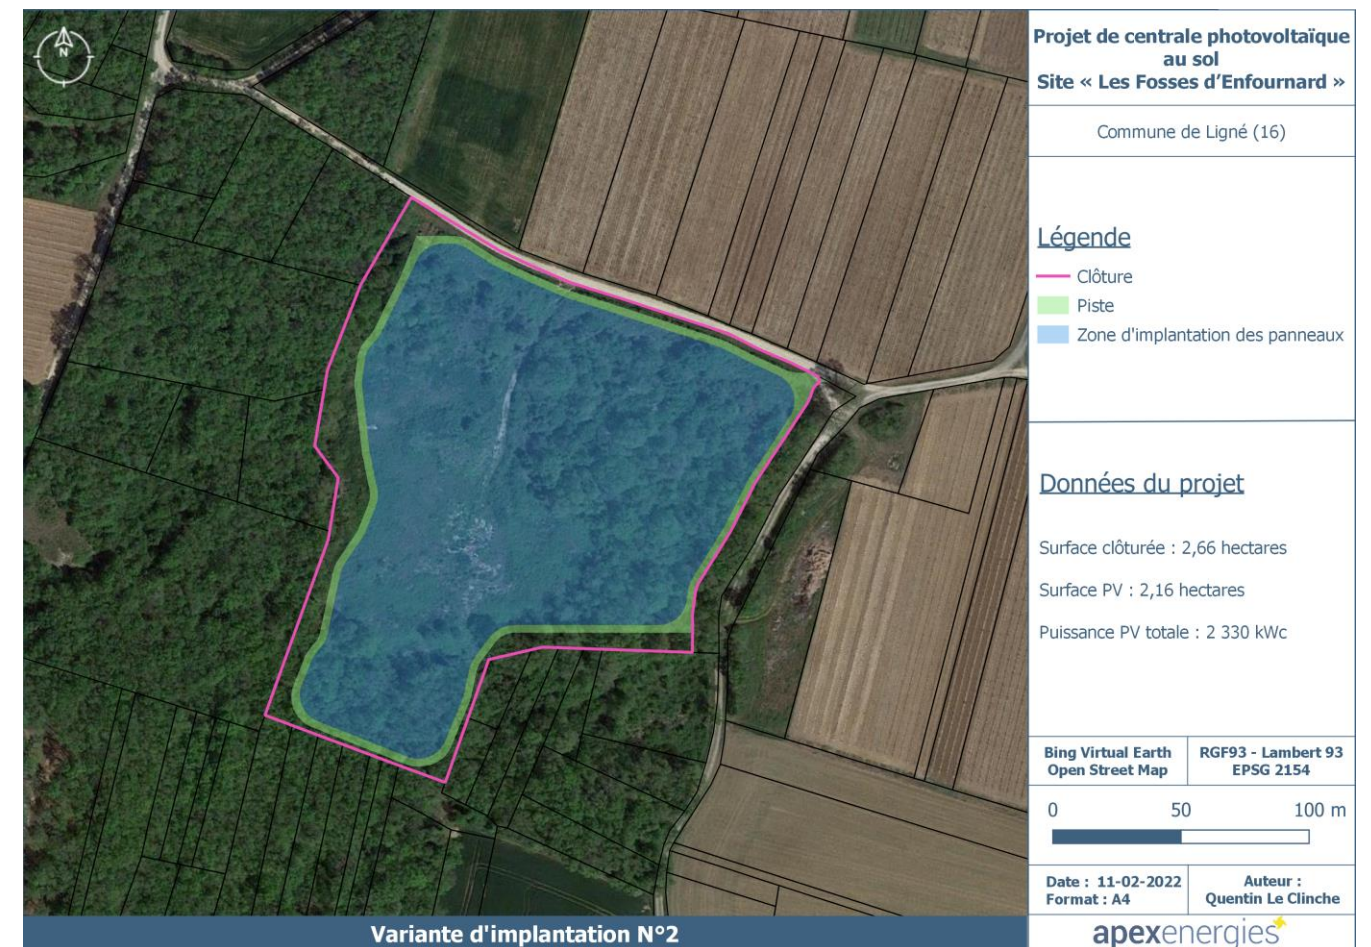 N
Projet de centrale photovoltaïque
au sol
Site « Les Fosses d'Enfournard »
Commune de Ligné (16)
Légende
Clôture
Piste
Zone d'implantation des panneaux
Données du projet
Surface clôturée : 2,66 hectares
Surface PV : 2,16 hectares
Puissance PV totale : 2 330 kWc
Bing Virtual Earth
Open Street Map
RGF93 - Lambert 93
EPSG 2154
0 50 100 m
Date : 11-02-2022
Format : A4
Auteur :
Quentin Le Clinche
Variante d'implantation N°2
apexenergies